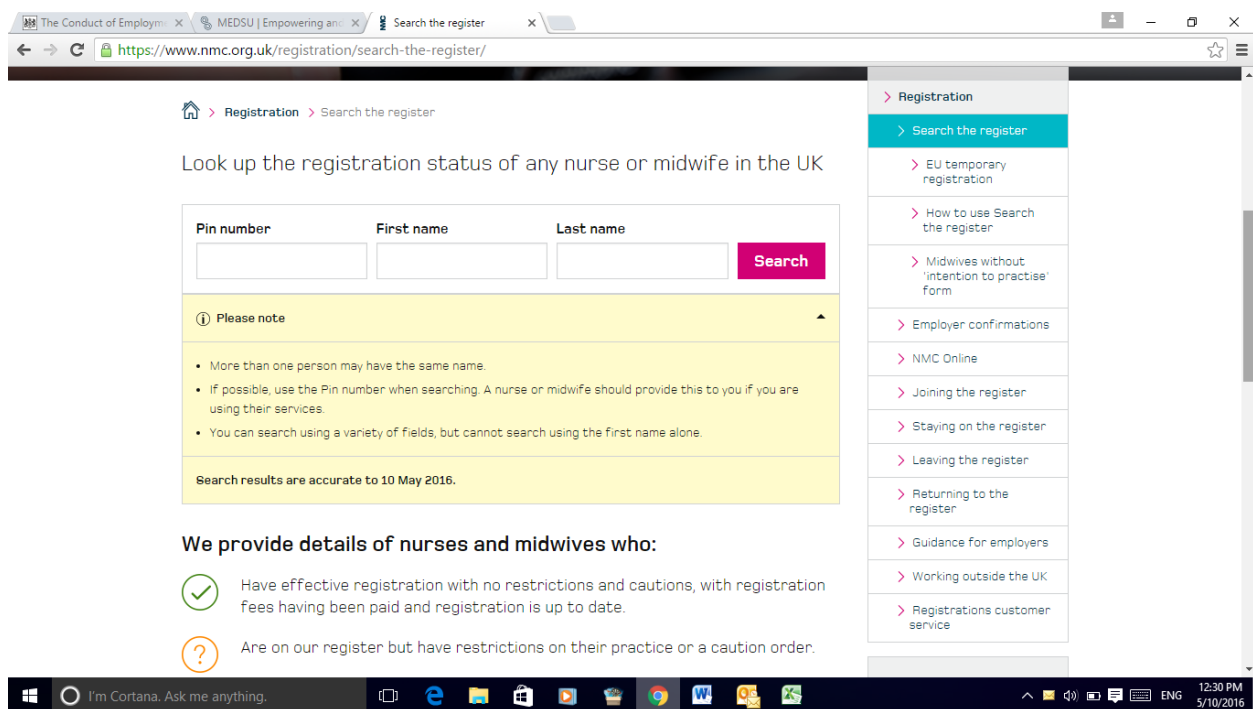 The Conduct of Employme
MEDSU | Empowering and
Search the register
https://www.nmc.org.uk/registration/search-the-register/
Registration
Search the register
Look up the registration status of any nurse or midwife in the UK
Pin number
First name
Last name
Search
Please note
More than one person may have the same name.
If possible, use the Pin number when searching. A nurse or midwife should provide this to you if you are
using their services.
You can search using a variety of fields, but cannot search using the first name alone.
Search results are accurate to 10 May 2016.
We provide details of nurses and midwives who:
Have effective registration with no restrictions and cautions, with registration
fees having been paid and registration is up to date.
Are on our register but have restrictions on their practice or a caution order.
Registration
Search the register
EU temporary
registration
How to use Search
the register
Midwives without
'intention to practise'
form
Employer confirmations
NMC Online
Joining the register
Staying on the register
Leaving the register
Returning to the
register
Guidance for employers
Working outside the UK
Registrations customer
service
I'm Cortana. Ask me anything.
ENG
12:30 PM
5/10/2016